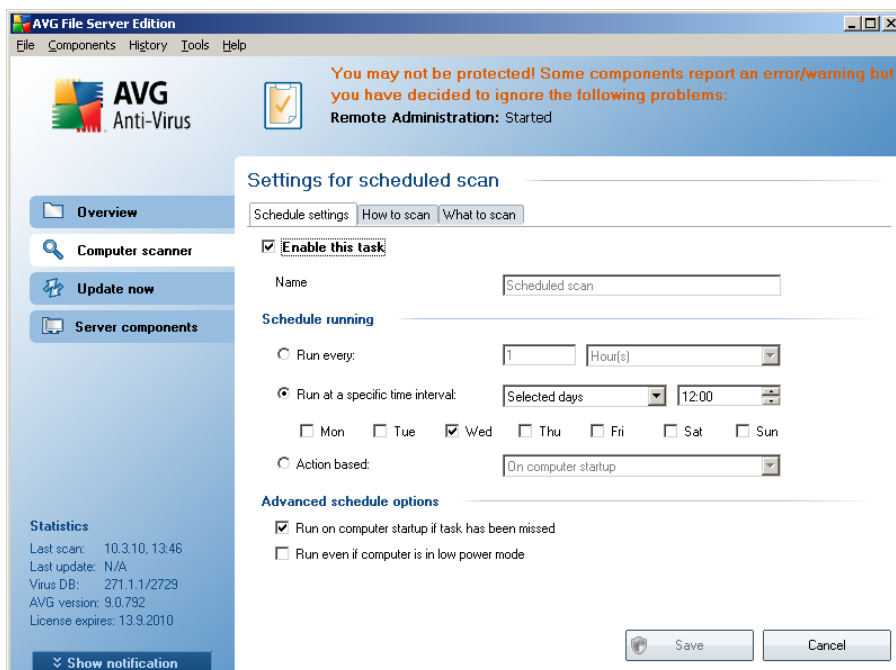 AVG File Server Edition
File Components History Tools Help
AVG
Anti-Virus
You may not be protected! Some components report an error/warning but
you have decided to ignore the following problems:
Remote Administration: Started
Overview
Computer scanner
Update now
Server components
Settings for scheduled scan
Schedule settings How to scan What to scan
Enable this task
Name Scheduled scan
Schedule running
Run every: 1 Hour(s)
Run at a specific time interval: Selected days 12:00
Mon Tue Wed Thu Fri Sat Sun
Action based: On computer startup
Advanced schedule options
Run on computer startup if task has been missed
Run even if computer is in low power mode
Statistics
Last scan: 10.3.10, 13:46
Last update: N/A
Virus DB: 271.1.1/2729
AVG version: 9.0.792
License expires: 13.9.2010
Show notification
Save Cancel